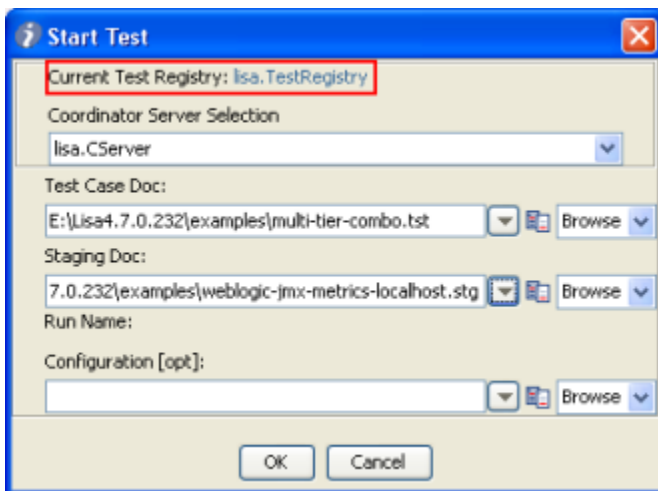 Start Test
Current Test Registry: lisa.TestRegistry
Coordinator Server Selection
lisa.CServer
Test Case Doc:
E:\Lisa4.7.0.232\examples\multi-tier-combo.tst Browse
Staging Doc:
7.0.232\examples\weblogic-jmx-metrics-localhost.stg Browse
Run Name:
Configuration [opt]:
Browse
OK Cancel